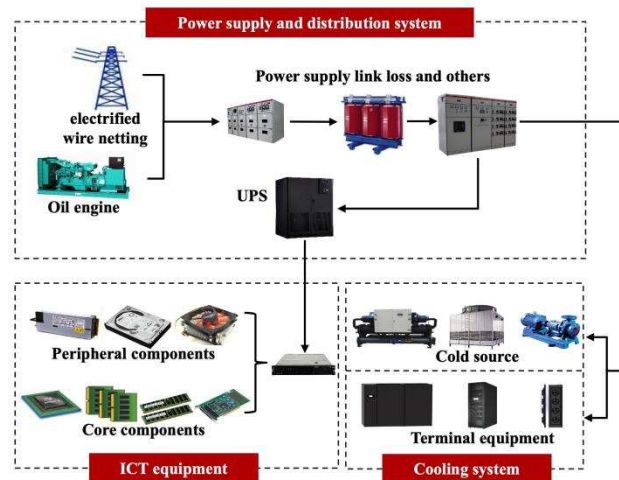 Power supply and distribution system
Power supply link loss and others
electrified
wire netting
Oil engine
UPS
Peripheral components
Core components
ICT equipment
Cold source
Terminal equipment
Cooling system